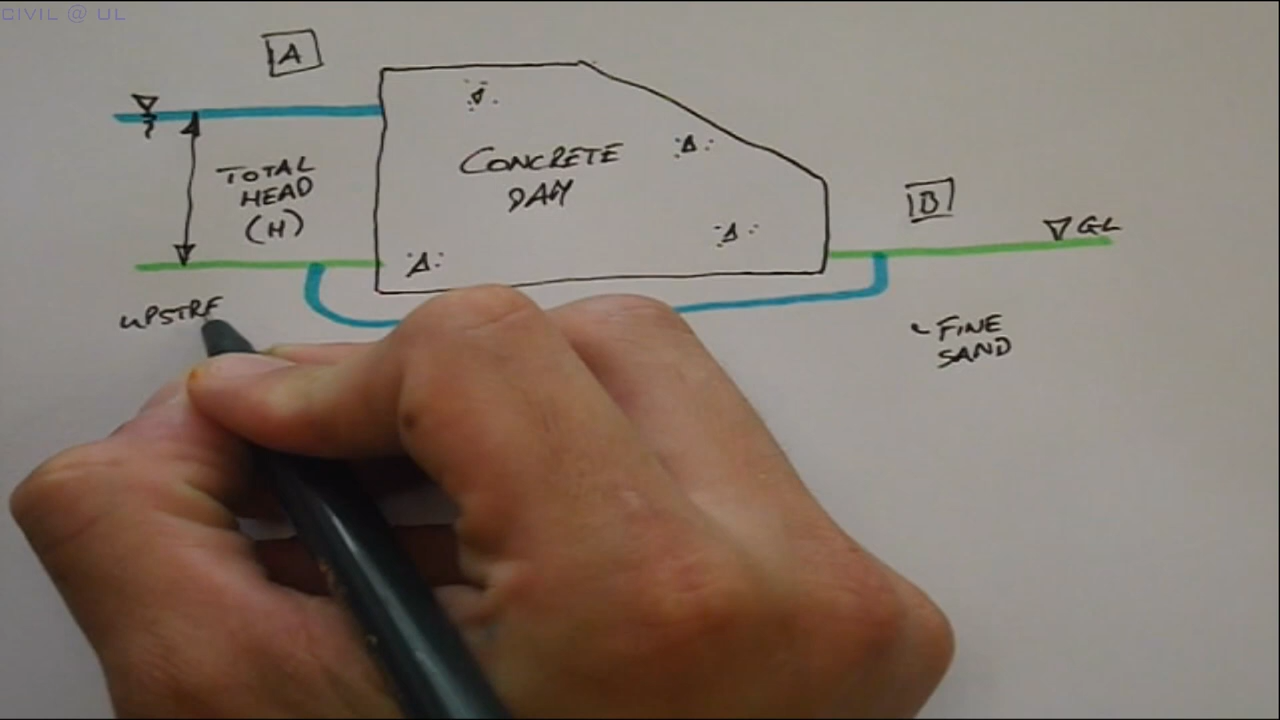 CIVIL @ UL
A
TOTAL
HEAD
(H)
CONCRETE
DAM
B
GL
UPSTRE
FINE
SAND